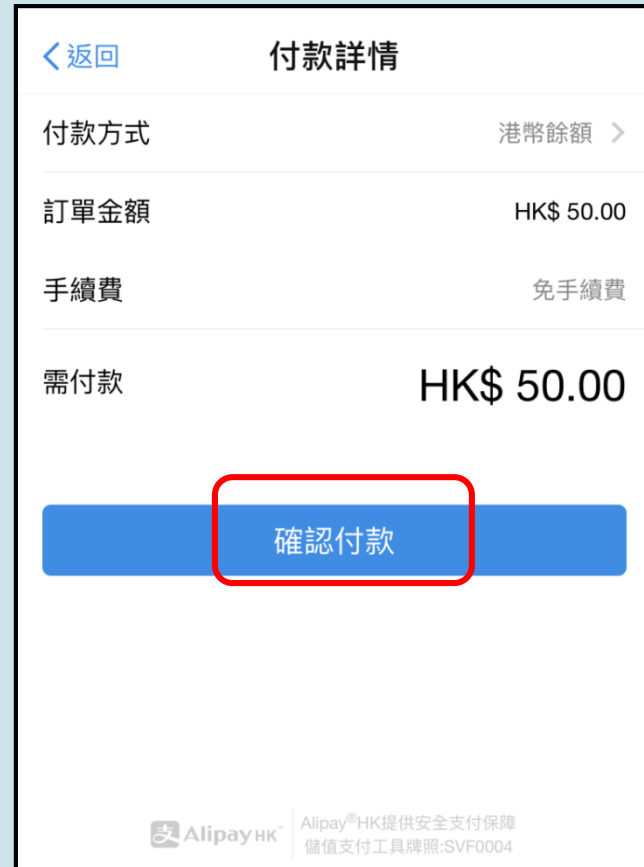 返回 付款詳情
付款方式 港幣餘額
訂單金額 HK$ 50.00
手續費 免手續費
需付款 HK$ 50.00
確認付款
支 Alipay HK™
Alipay®HK提供安全支付保障
儲值支付工具牌照:SVF0004